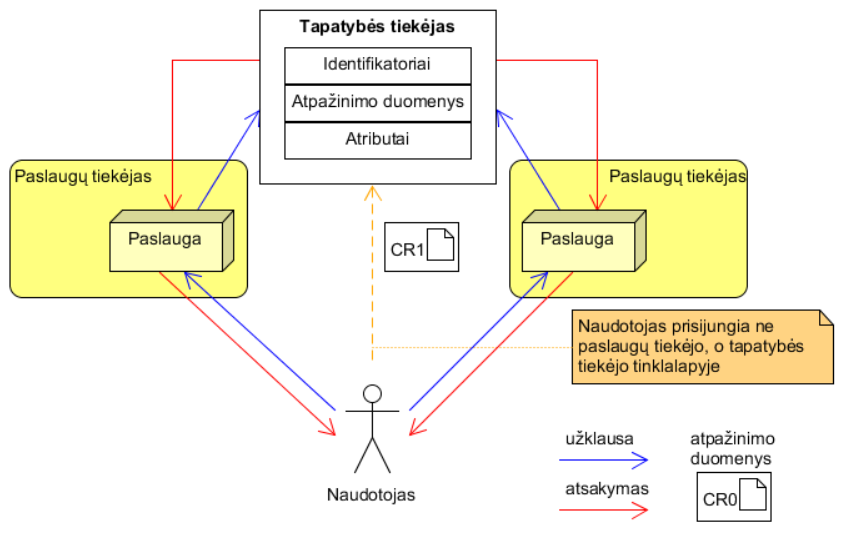 Tapatybės tiekėjas
Identifikatoriai
Atpažinimo duomenys
Atributai
Paslaugų tiekėjas
Paslauga
Paslaugų tiekėjas
Paslauga
CR1
Naudotojas prisijungia ne
paslaugų tiekėjo, o tapatybės
tiekėjo tinklalapyje
Naudotojas
užklausa
atsakymas
atpažinimo
duomenys
CR0